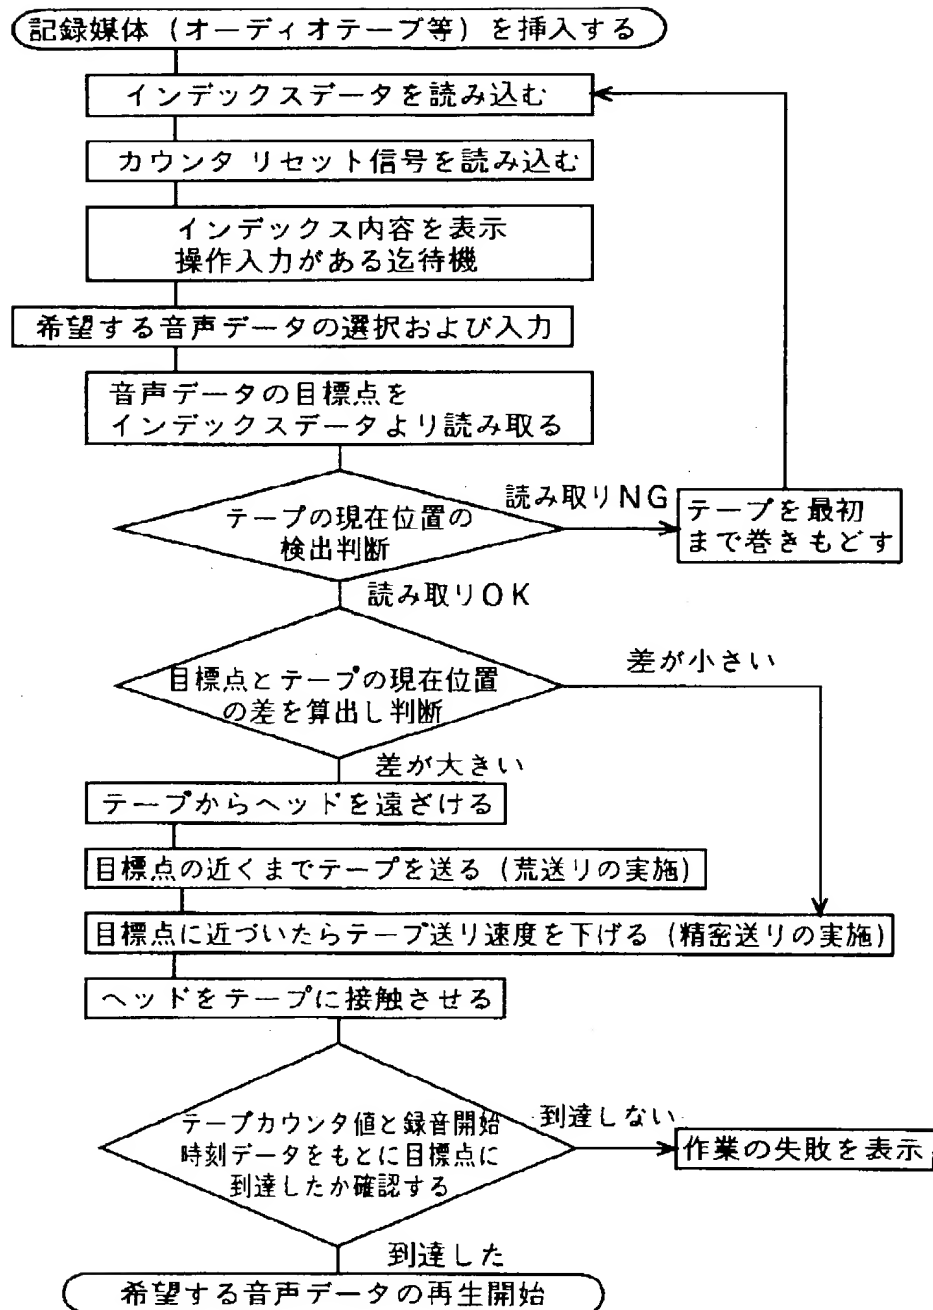 記録媒体(オーディオテープ等)を挿入する
インデックスデータを読み込む
カウンタ リセット信号を読み込む
インデックス内容を表示
操作入力がある迄待機
希望する音声データの選択および入力
音声データの目標点を
インデックスデータより読み取る
テープの現在位置の
検出判断
読み取りNG
テープを最初
まで巻きもどす
読み取りOK
目標点とテープの現在位置
の差を算出し判断
差が小さい
差が大きい
テープからヘッドを遠ざける
目標点の近くまでテープを送る(荒送りの実施)
目標点に近づいたらテープ送り速度を下げる(精密送りの実施)
ヘッドをテープに接触させる
テープカウンタ値と録音開始
時刻データをもとに目標点に
到達したか確認する
到達しない
作業の失敗を表示
到達した
希望する音声データの再生開始